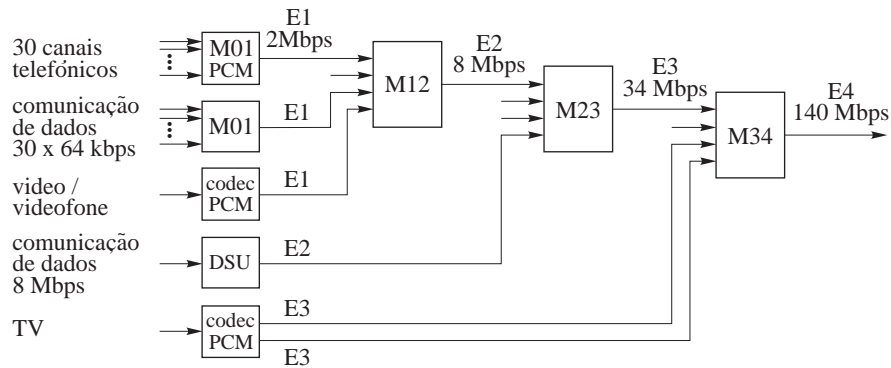 30 canais
telefónicos
M01
PCM
E1
2Mbps
M12
E2
8 Mbps
M23
E3
34 Mbps
M34
E4
140 Mbps
comunicação
de dados
30 x 64 kbps
M01
E1
video /
videofone
codec
PCM
E1
comunicação
de dados
8 Mbps
DSU
E2
TV
codec
PCM
E3
E3